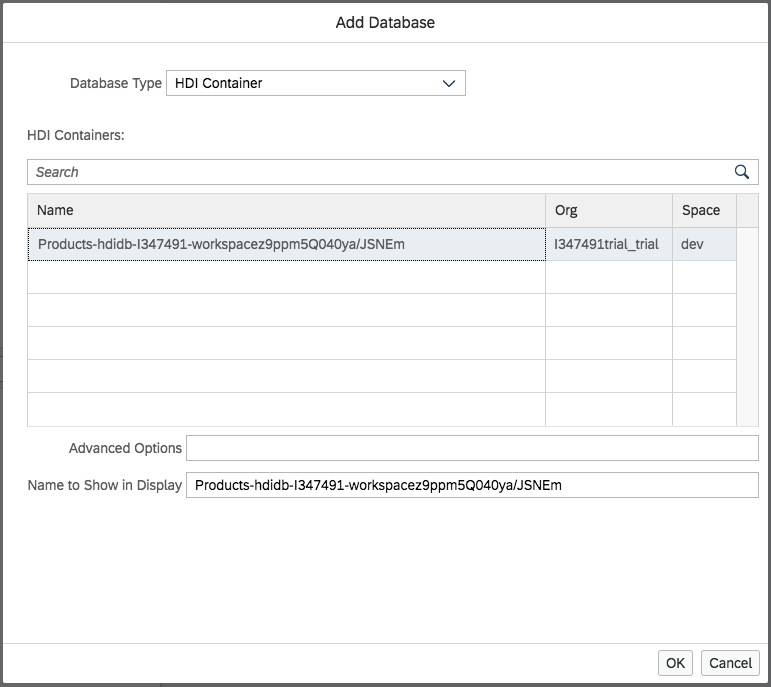 Add Database
Database Type HDI Container
HDI Containers:
Search
Name Org Space
Products-hdidb-I347491-workspacez9ppm5Q040ya/JSNEm I347491trial_trial dev
Advanced Options
Name to Show in Display Products-hdidb-I347491-workspacez9ppm5Q040ya/JSNEm
OK Cancel